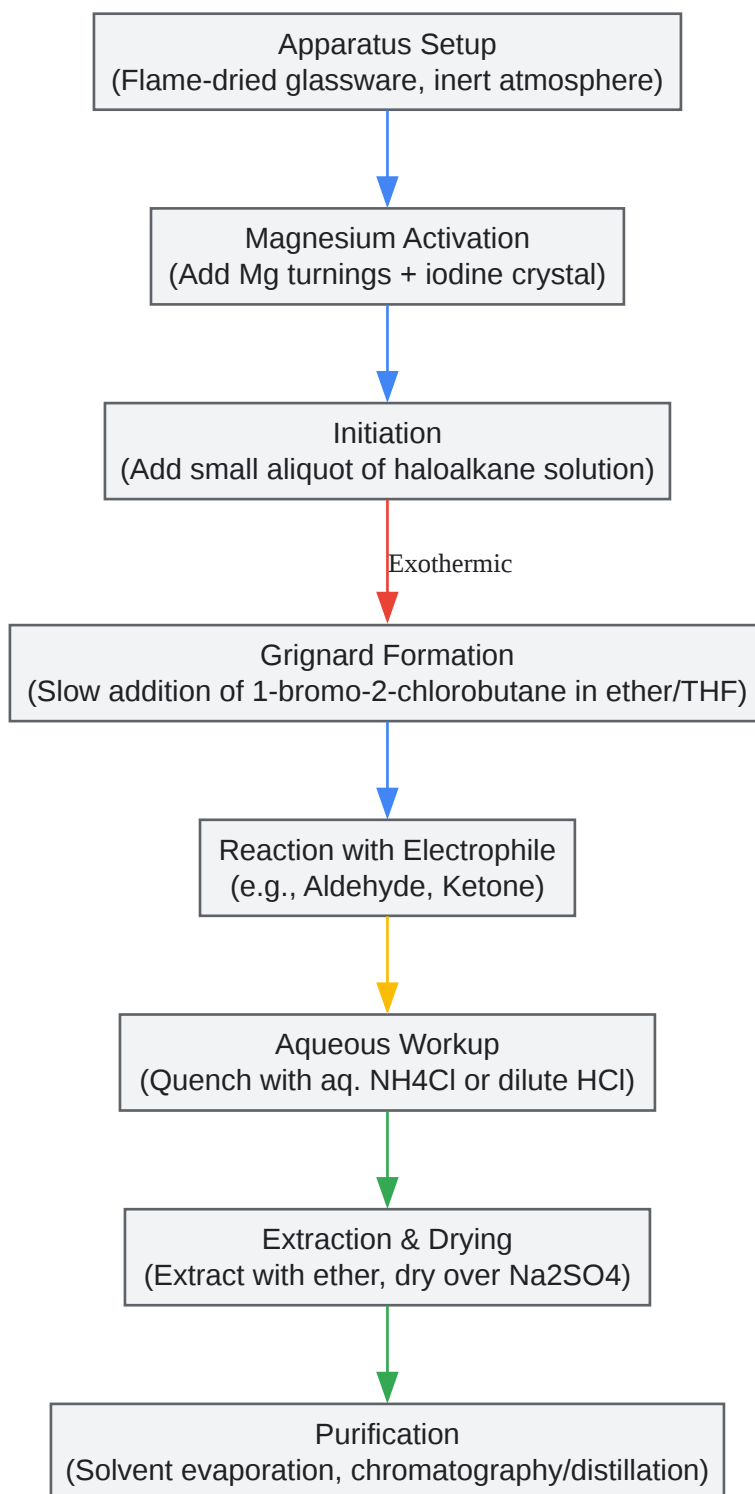 Apparatus Setup
(Flame-dried glassware, inert atmosphere)
Magnesium Activation
(Add Mg turnings + iodine crystal)
Initiation
(Add small aliquot of haloalkane solution)
Exothermic
Grignard Formation
(Slow addition of 1-bromo-2-chlorobutane in ether/THF)
Reaction with Electrophile
(e.g., Aldehyde, Ketone)
Aqueous Workup
(Quench with aq. NH4Cl or dilute HCl)
Extraction & Drying
(Extract with ether, dry over Na2SO4)
Purification
(Solvent evaporation, chromatography/distillation)